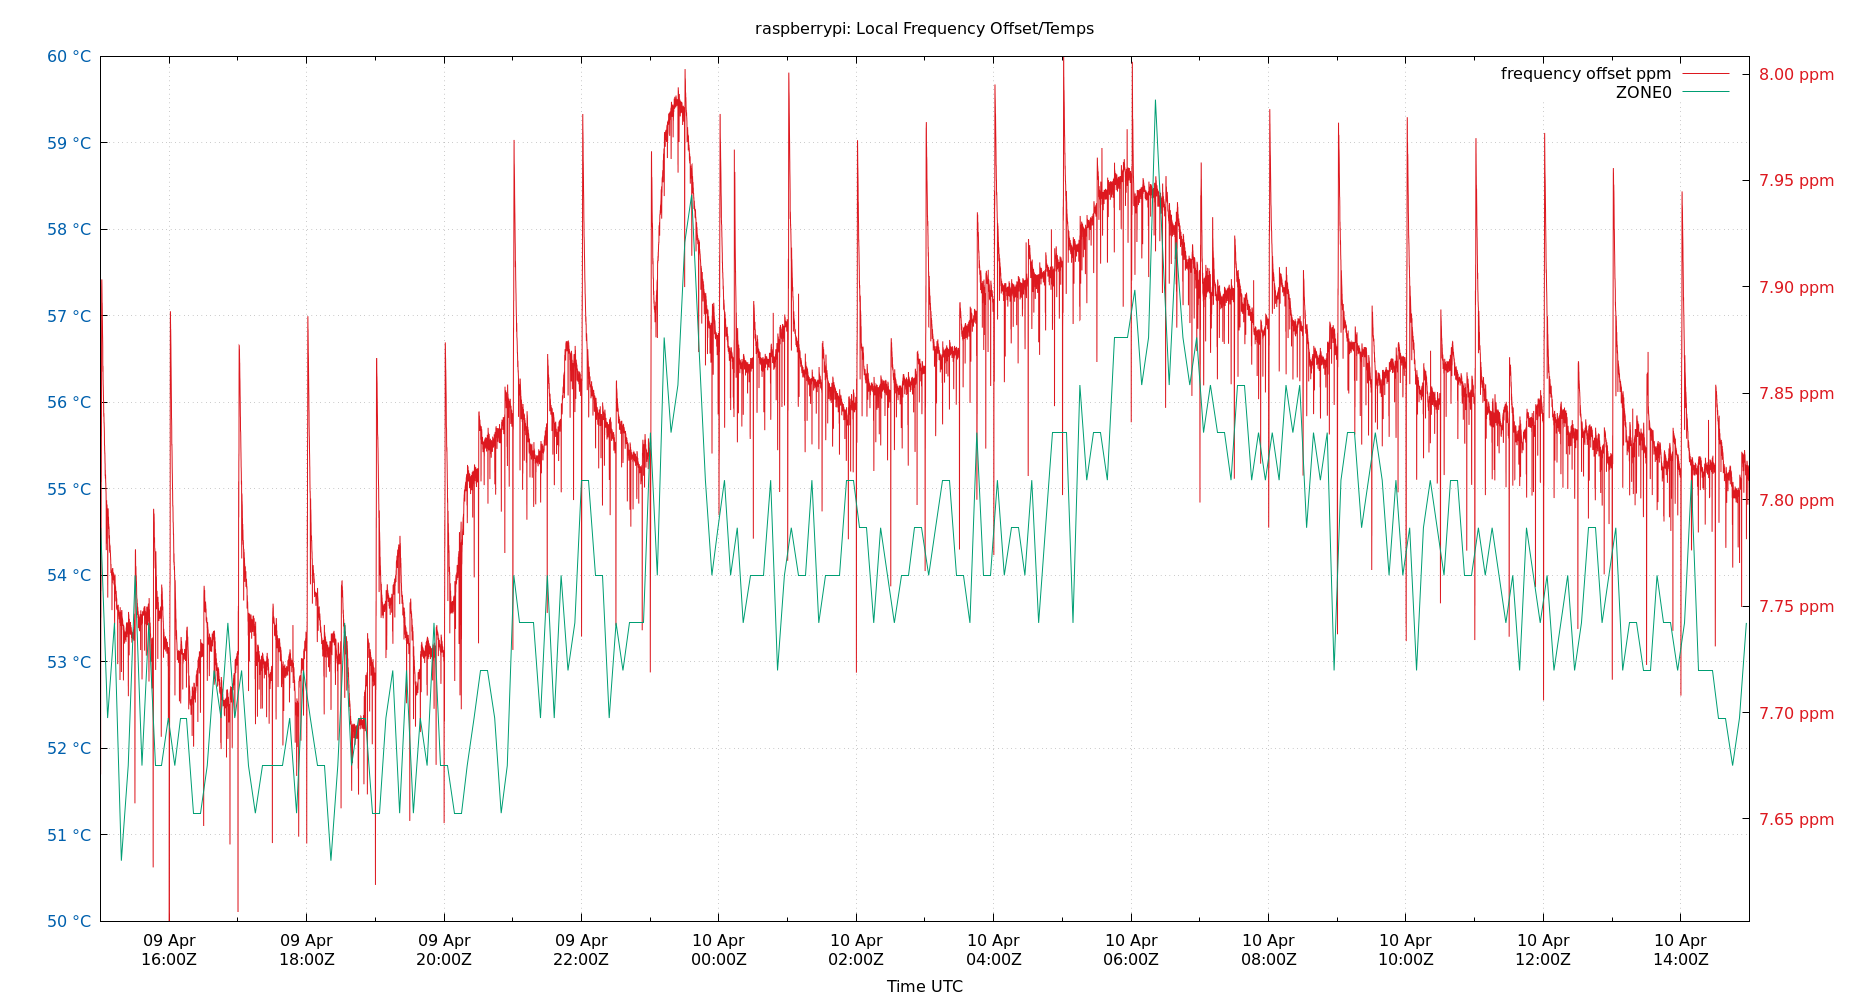 raspberrypi: Local Frequency Offset/Temps
60 °C
59 °C
58 °C
57 °C
56 °C
55 °C
54 °C
53 °C
52 °C
51 °C
50 °C
frequency offset ppm
ZONE0
8.00 ppm
7.95 ppm
7.90 ppm
7.85 ppm
7.80 ppm
7.75 ppm
7.70 ppm
7.65 ppm
09 Apr
16:00Z
09 Apr
18:00Z
09 Apr
20:00Z
09 Apr
22:00Z
10 Apr
00:00Z
10 Apr
02:00Z
10 Apr
04:00Z
10 Apr
06:00Z
10 Apr
08:00Z
10 Apr
10:00Z
10 Apr
12:00Z
10 Apr
14:00Z
Time UTC